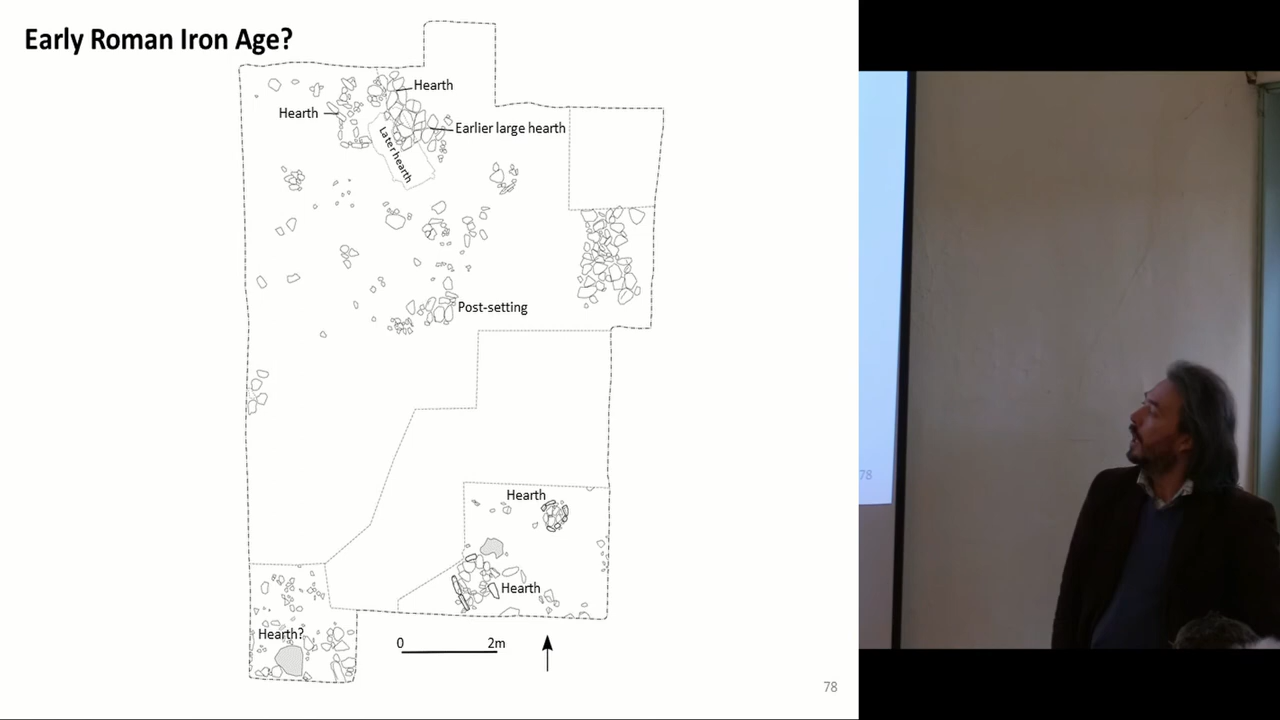 Early Roman Iron Age?
Hearth
Hearth
Earlier large hearth
Later hearth
Post-setting
Hearth
Hearth
Hearth?
0 2m
78
78